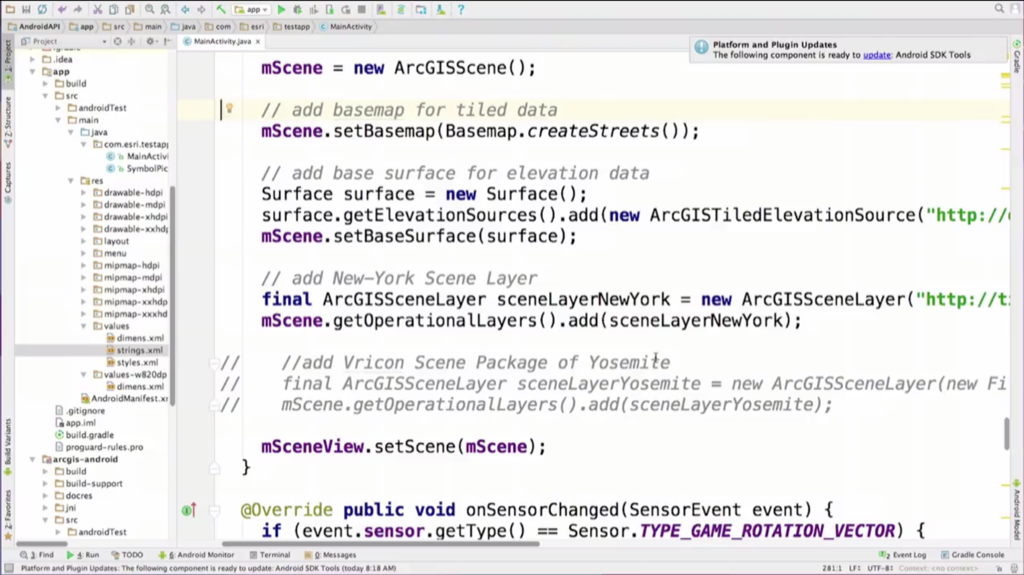 app
AndroidAPI app src main java com esri testapp MainActivity
Project MainActivity.java
Platform and Plugin Updates
The following component is ready to update: Android SDK Tools
.idea
app
build
src
androidTest
main
java
com.esri.testapp
MainActivi
SymbolPic
res
drawable-hdpi
drawable-mdpi
drawable-xhdp
drawable-xxhdp
layout
menu
mipmap-hdpi
mipmap-mdpi
mipmap-xhdpi
mipmap-xxhdp
mipmap-xxxhd
values
dimens.xml
strings.xml
styles.xml
values-w820dp
dimens.xml
AndroidManifest.xm
.gitignore
app.iml
build.gradle
proguard-rules.pro
arcgis-android
build
build-support
docres
jni
src
androidTest
1: Project
7: Structure
Captures
Build Variants
2: Favorites
mScene = new ArcGISScene();
// add basemap for tiled data
mScene.setBasemap(Basemap.createStreets());
// add base surface for elevation data
Surface surface = new Surface();
surface.getElevationSources().add(new ArcGISTiledElevationSource("http://
mScene.setBaseSurface(surface);
// add New-York Scene Layer
final ArcGISSceneLayer sceneLayerNewYork = new ArcGISSceneLayer("http://t
mScene.getOperationalLayers().add(sceneLayerNewYork);
// //add Vricon Scene Package of Yosemite
// final ArcGISSceneLayer sceneLayerYosemite = new ArcGISSceneLayer(new Fi
// mScene.getOperationalLayers().add(sceneLayerYosemite);
mSceneView.setScene(mScene);
}
@Override public void onSensorChanged(SensorEvent event) {
if (event.sensor.getType() == Sensor.TYPE_GAME_ROTATION_VECTOR) {
Gradle
Android Model
3: Find 4: Run TODO 6: Android Monitor Terminal 0: Messages Event Log Gradle Console
Platform and Plugin Updates: The following component is ready to update: Android SDK Tools (today 8:18 AM) 281:1 LF: UTF-8: Context: <no context>